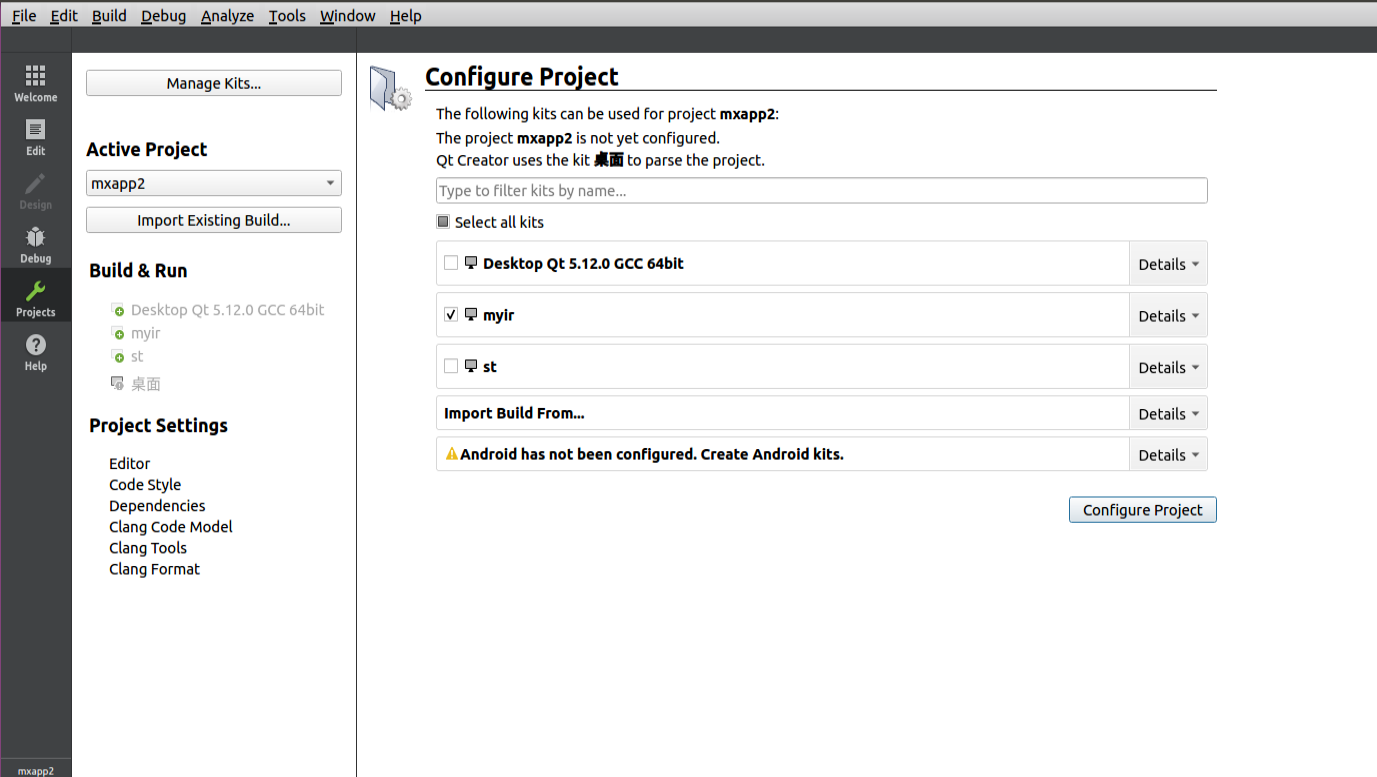 File Edit Build Debug Analyze Tools Window Help
Welcome
Edit
Design
Debug
Projects
Help
mxapp2
Manage Kits...
Active Project
mxapp2
Import Existing Build...
Build & Run
Desktop Qt 5.12.0 GCC 64bit
myir
st
桌面
Project Settings
Editor
Code Style
Dependencies
Clang Code Model
Clang Tools
Clang Format
Configure Project
The following kits can be used for project mxapp2:
The project mxapp2 is not yet configured.
Qt Creator uses the kit 桌面 to parse the project.
Type to filter kits by name...
Select all kits
Desktop Qt 5.12.0 GCC 64bit Details
myir Details
st Details
Import Build From... Details
Android has not been configured. Create Android kits. Details
Configure Project